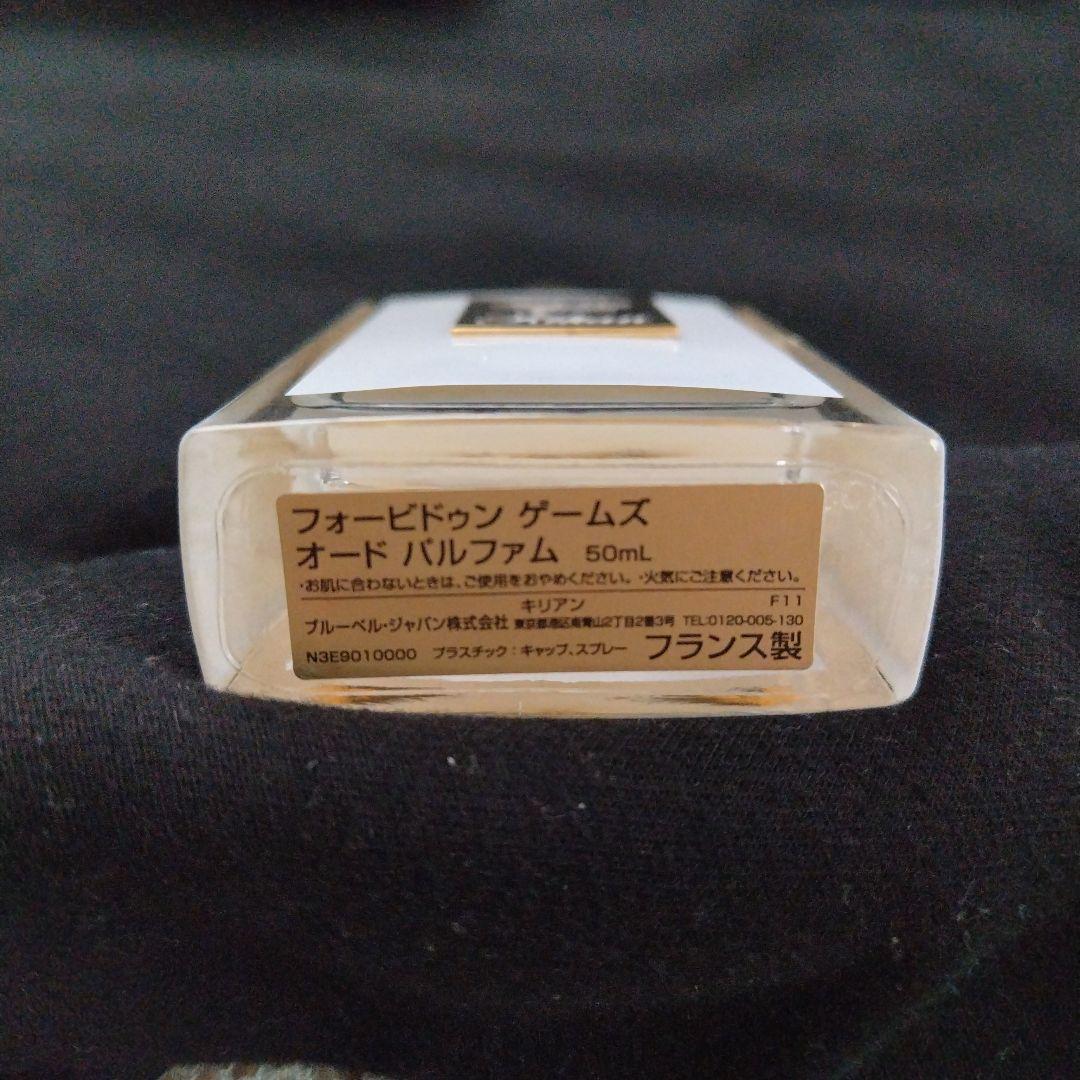 フォービドゥン ゲームズ
オード パルファム 50mL
・お肌に合わないときは、ご使用をおやめください。・火気にご注意ください。
キリアン F11
ブルーベル・ジャパン株式会社 東京都港区南青山2丁目2番3号 TEL:0120-005-130
N3E9010000 プラスチック：キャップ、スプレー フランス製